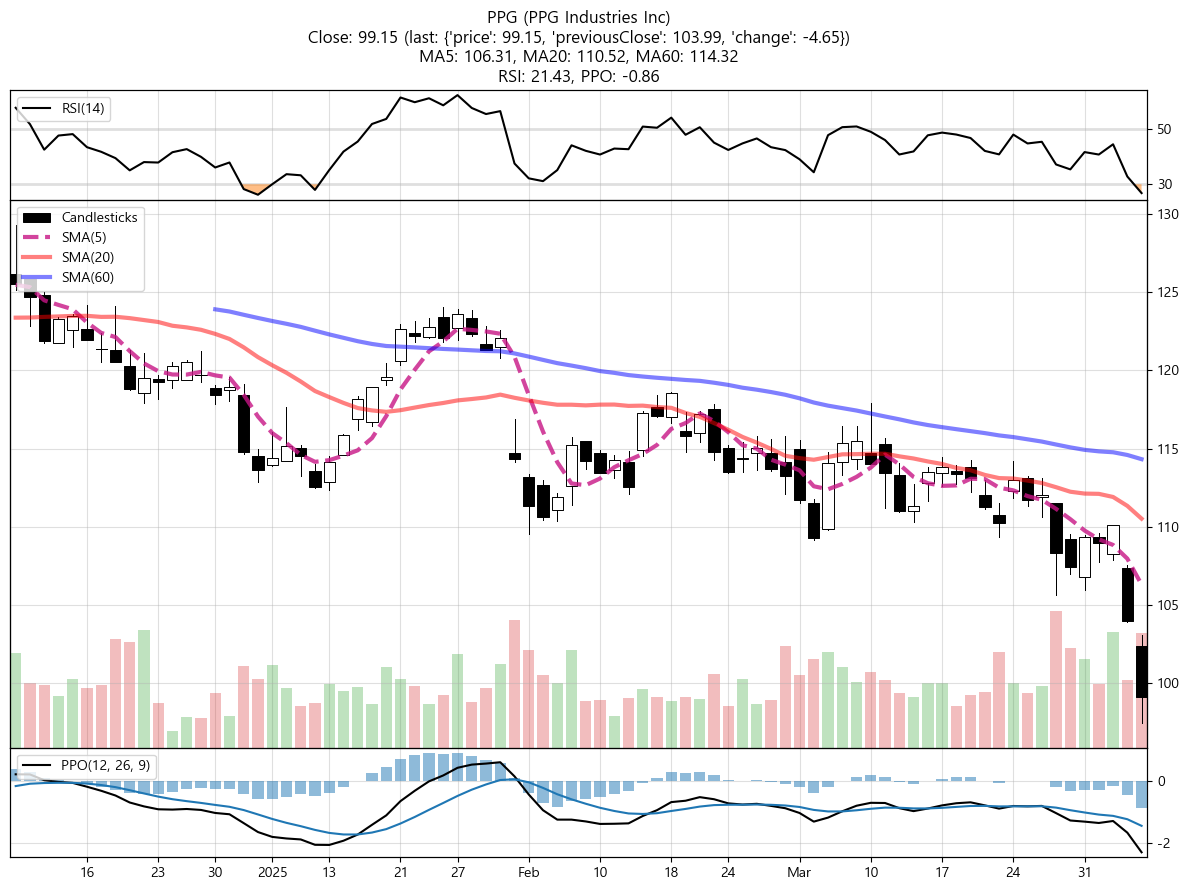 PPG (PPG Industries Inc)
Close: 99.15 (last: {'price': 99.15, 'previousClose': 103.99, 'change': -4.65})
MA5: 106.31, MA20: 110.52, MA60: 114.32
RSI: 21.43, PPO: -0.86
RSI(14)
50
30
Candlesticks
SMA(5)
SMA(20)
SMA(60)
130
125
120
115
110
105
100
PPO(12, 26, 9)
0
-2
16 23 30 2025 13 21 27 Feb 10 18 24 Mar 10 17 24 31